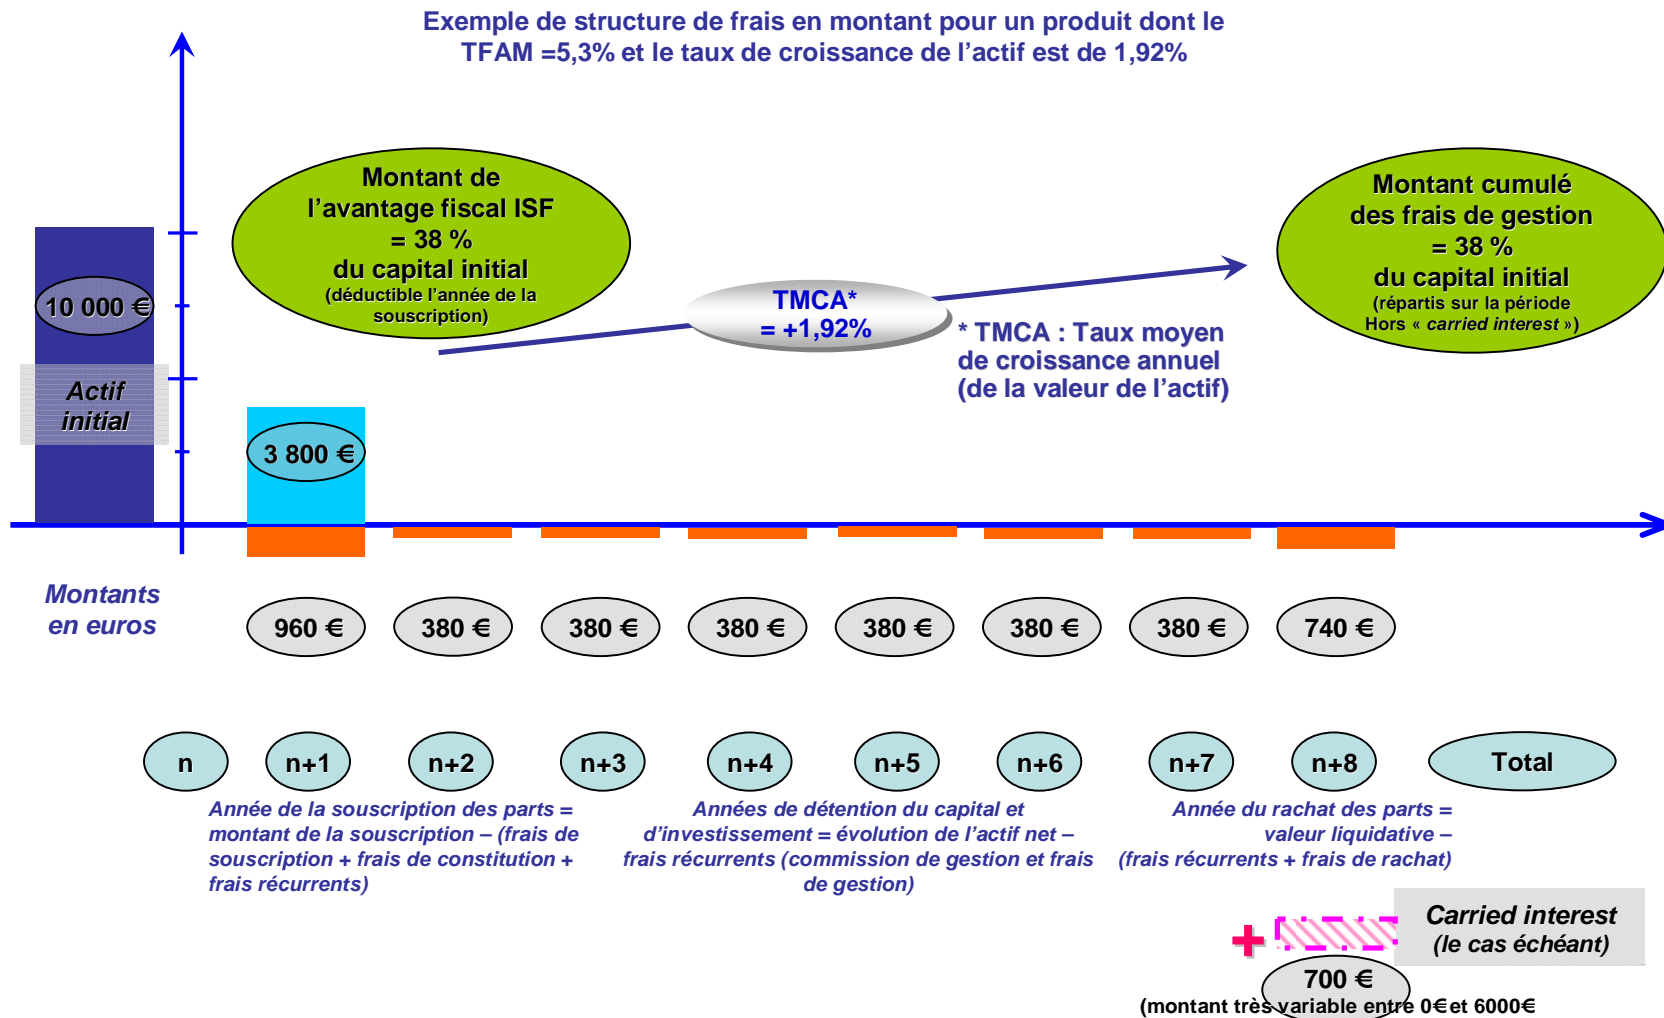 Exemple de structure de frais en montant pour un produit dont le
TFAM =5,3% et le taux de croissance de l’actif est de 1,92%
Montant de
l’avantage fiscal ISF
= 38 %
du capital initial
(déductible l’année de la
souscription)
Montant cumulé
des frais de gestion
= 38 %
du capital initial
(répartis sur la période
Hors « carried interest »)
10 000 €
TMCA*
= +1,92%
* TMCA : Taux moyen
de croissance annuel
(de la valeur de l’actif)
Actif
initial
3 800 €
Montants
en euros
960 €
380 €
380 €
380 €
380 €
380 €
380 €
740 €
n
n+1
n+2
n+3
n+4
n+5
n+6
n+7
n+8
Total
Année de la souscription des parts =
montant de la souscription – (frais de
souscription + frais de constitution +
frais récurrents)
Années de détention du capital et
d’investissement = évolution de l’actif net –
frais récurrents (commission de gestion et frais
de gestion)
Année du rachat des parts =
valeur liquidative –
(frais récurrents + frais de rachat)
+
Carried interest
(le cas échéant)
700 €
(montant très variable entre 0€ et 6000€